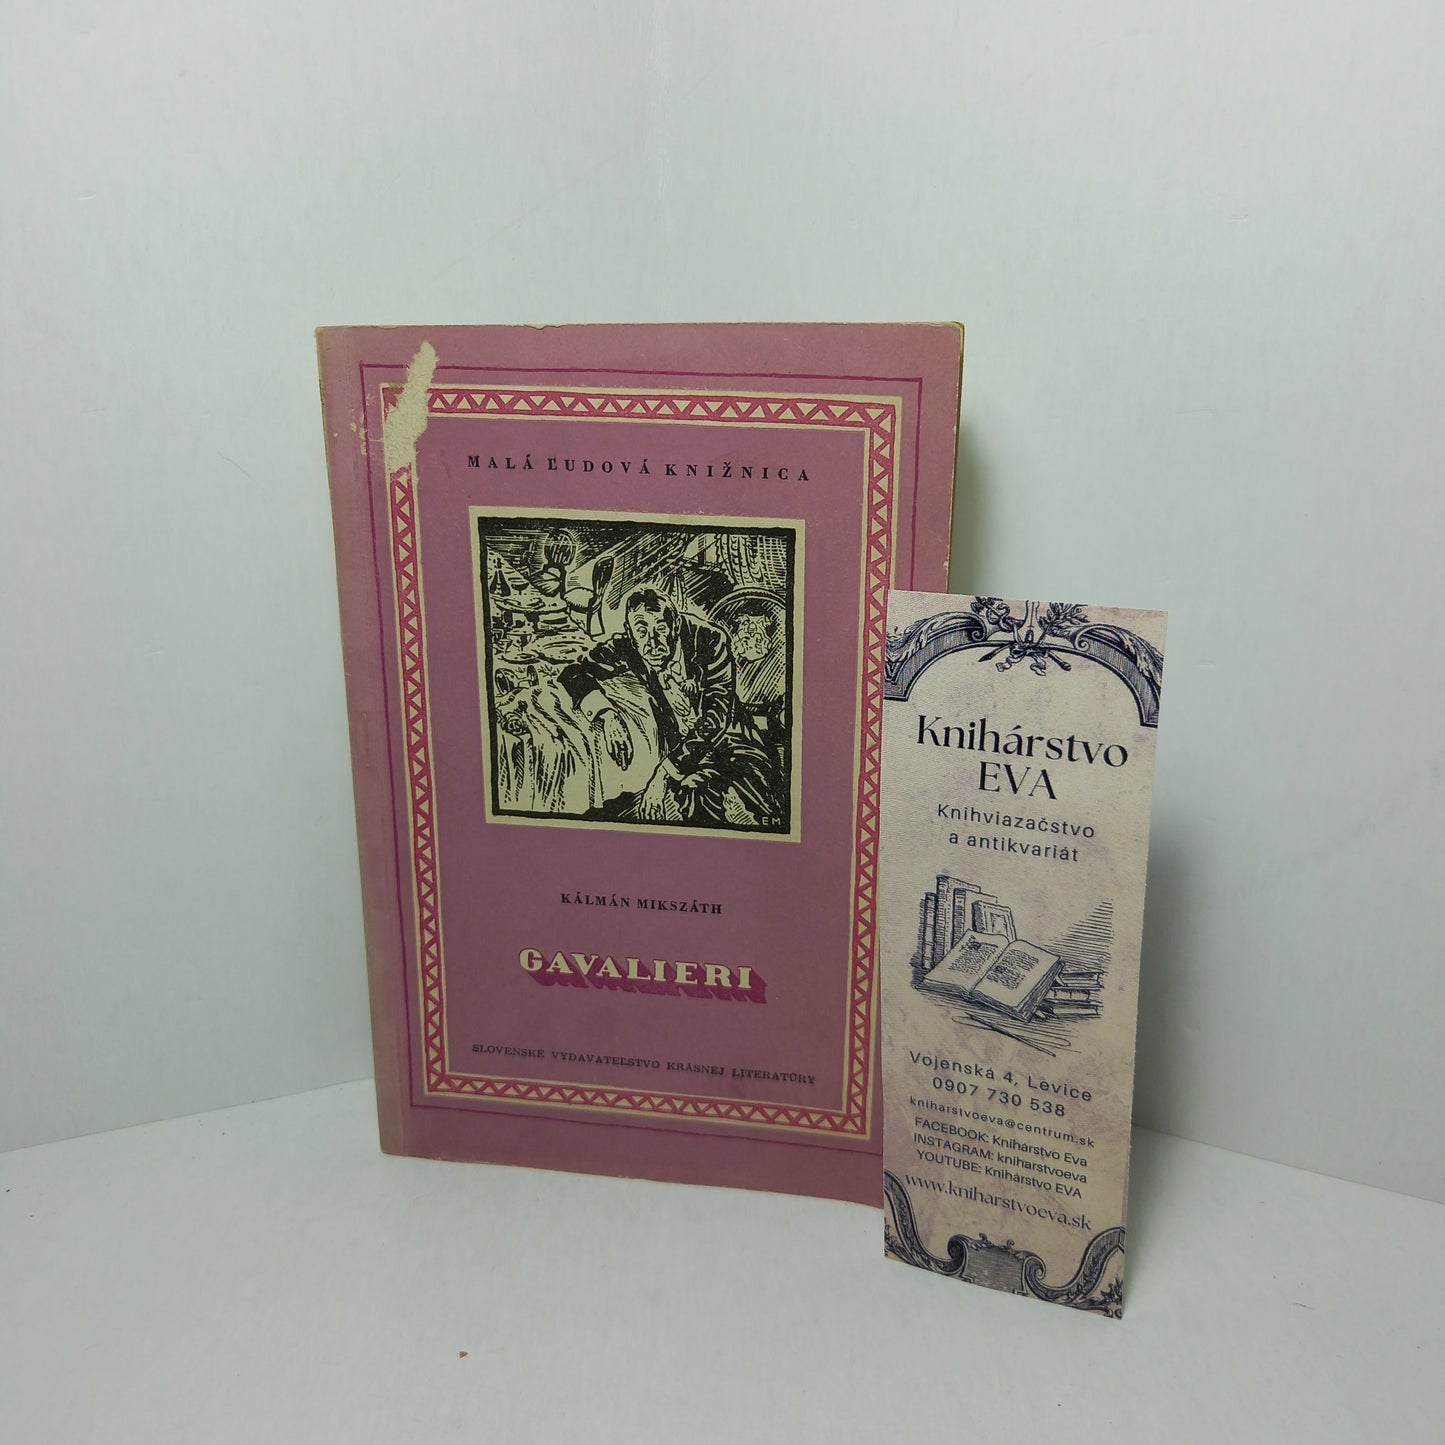 MALÁ ĽUDOVÁ KNIŽNICA
EM
KÁLMÁN MIKSZÁTH
GAVALIERI
SLOVENSKÉ VYDAVATEĽSTVO KRÁSNEJ LITERATÚRY
Knihárstvo
EVA
Knihviazačstvo
a antikvariát
Vojenská 4, Levice
0907 730 538
kniharstvoeva@centrum.sk
FACEBOOK: Knihárstvo Eva
INSTAGRAM: kniharstvoeva
YOUTUBE: Knihárstvo EVA
www.kniharstvoeva.sk